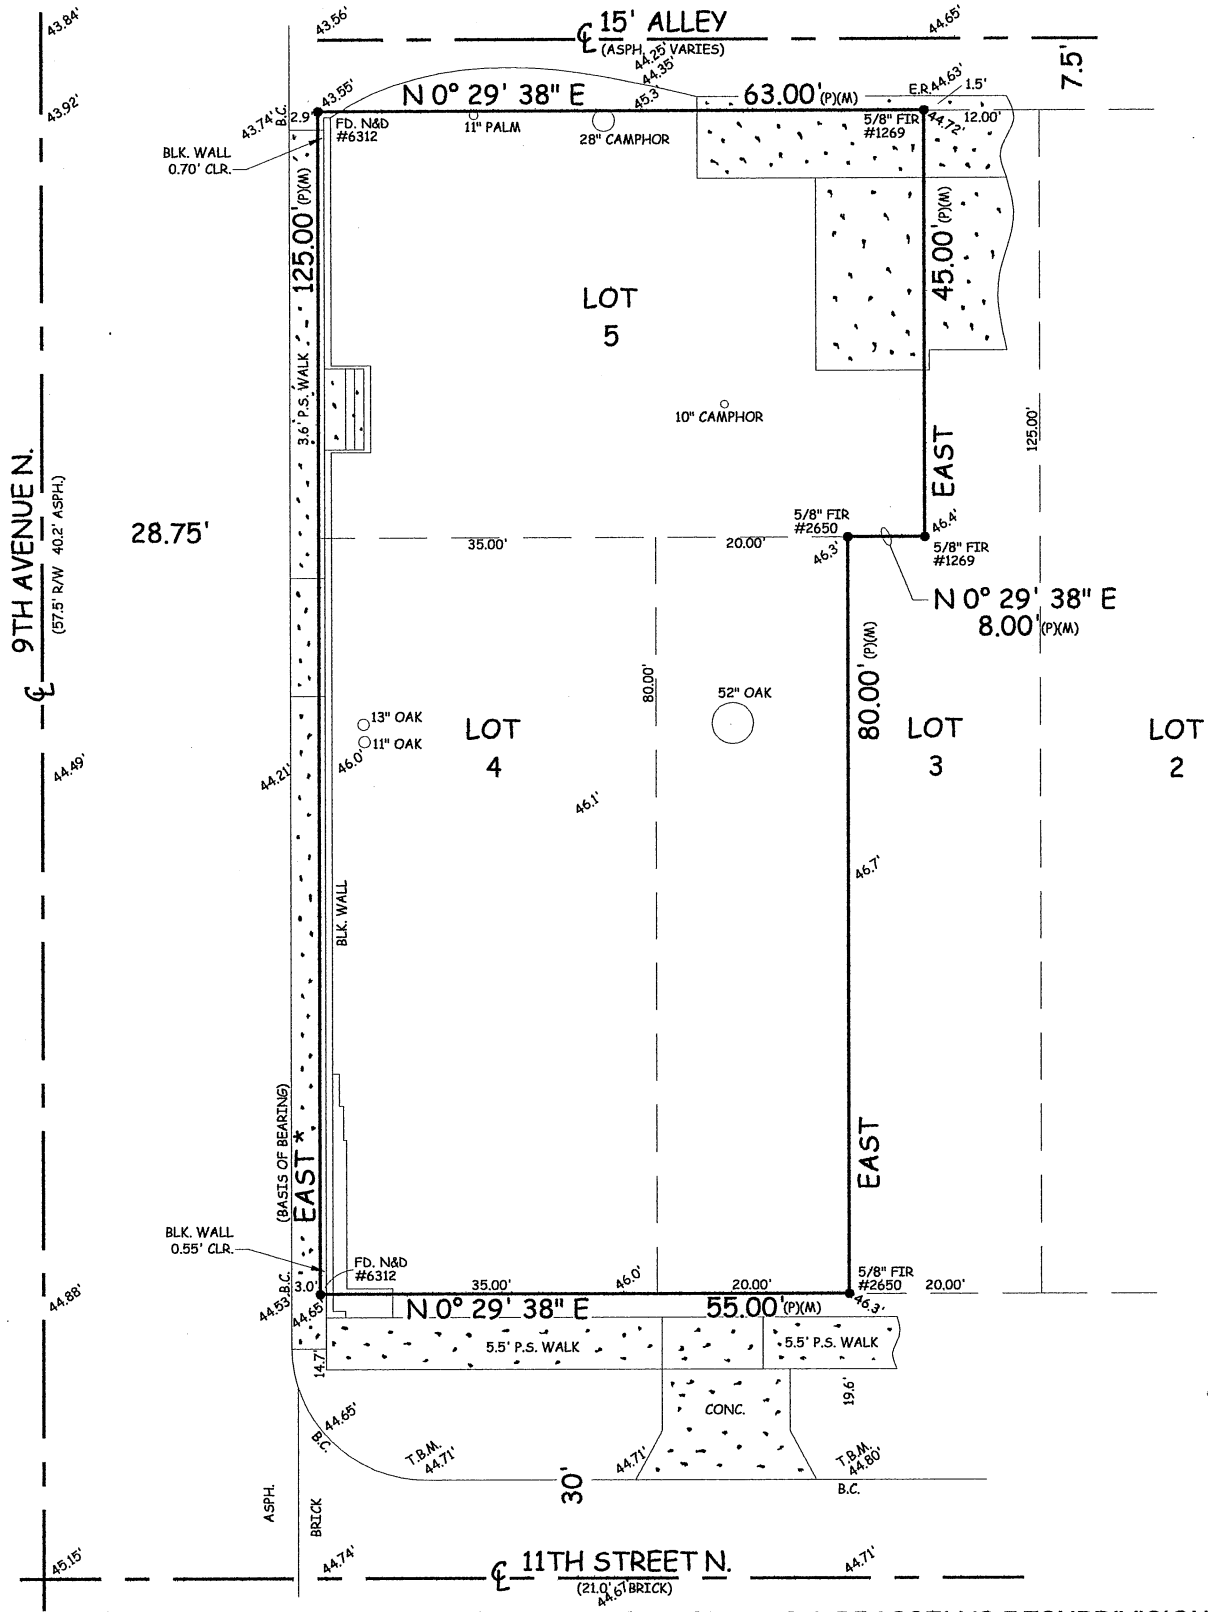 43.84'
43.56'
15' ALLEY
44.65'
(ASPH. VARIES)
44.25'
44.35'
7.5'
43.92'
43.55'
N 0° 29' 38" E
45.3'
63.00'(P)(M)
E.R.44.63'
1.5'
43.74'
B.C.
2.9'
FD. N&D
#6312
11" PALM
28" CAMPHOR
5/8" FIR
#1269
44.72'
12.00'
BLK. WALL
0.70' CLR.
125.00'(P)(M)
45.00'(P)(M)
LOT
5
3.6' P.S. WALK
10" CAMPHOR
125.00'
EAST
9TH AVENUE N.
(57.5' R/W 40.2' ASPH.)
28.75'
35.00'
20.00'
5/8" FIR
#2650
46.3'
46.4'
5/8" FIR
#1269
N 0° 29' 38" E
8.00'(P)(M)
80.00'
80.00'(P)(M)
52" OAK
13" OAK
11" OAK
LOT
4
LOT
3
LOT
2
44.49'
44.21'
46.0'
46.1'
46.7'
BLK. WALL
(BASIS OF BEARING)
EAST *
EAST
BLK. WALL
0.55' CLR.
FD. N&D
#6312
44.88'
44.53'
B.C.
3.0'
44.65'
35.00'
46.0'
20.00'
5/8" FIR
#2650
20.00'
46.3'
N 0° 29' 38" E
55.00'(P)(M)
14.7'
5.5' P.S. WALK
5.5' P.S. WALK
19.6'
CONC.
44.65'
B.C.
T.B.M.
44.71'
44.71'
T.B.M.
44.80'
B.C.
30'
ASPH.
BRICK
45.15'
44.74'
11TH STREET N.
44.71'
(21.0' BRICK)
44.67'